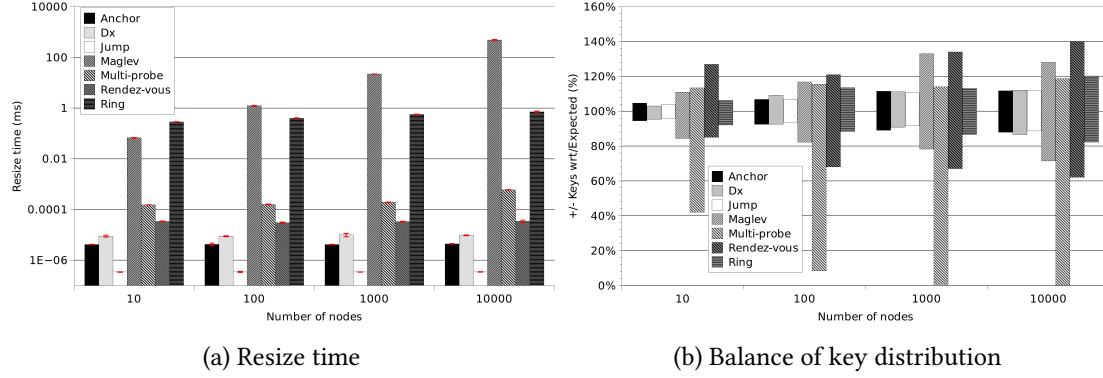 10000
100
1
0.01
0.0001
1E-06
Resize time (ms)
Anchor
Dx
Jump
Maglev
Multi-probe
Rendez-vous
Ring
10
100
1000
10000
Number of nodes
(a) Resize time
160%
140%
120%
100%
80%
60%
40%
20%
0%
+/- Keys wrt/Expected (%)
Anchor
Dx
Jump
Maglev
Multi-probe
Rendez-vous
Ring
10
100
1000
10000
Number of nodes
(b) Balance of key distribution